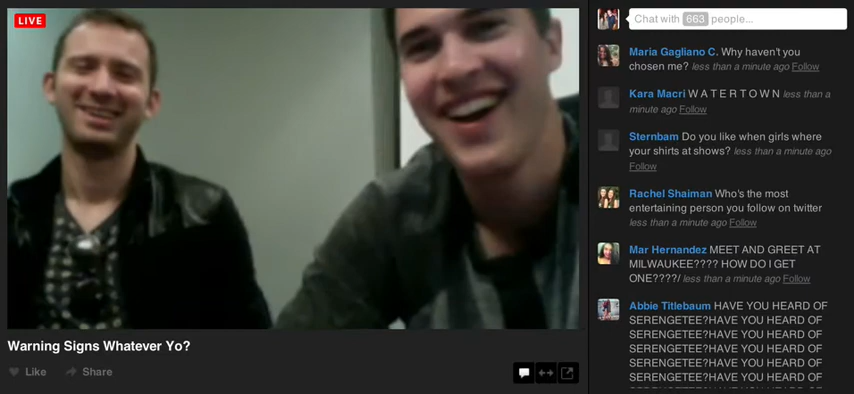 LIVE
Warning Signs Whatever Yo?
Like Share
Chat with 663 people...
Maria Gagliano C. Why haven't you
chosen me? less than a minute ago Follow
Kara Macri W A T E R T O W N less than a
minute ago Follow
Sternbam Do you like when girls where
your shirts at shows? less than a minute ago
Follow
Rachel Shaiman Who's the most
entertaining person you follow on twitter
less than a minute ago Follow
Mar Hernandez MEET AND GREET AT
MILWAUKEE???? HOW DO I GET
ONE????/ less than a minute ago Follow
Abbie Titlebaum HAVE YOU HEARD OF
SERENGETEE?HAVE YOU HEARD OF
SERENGETEE?HAVE YOU HEARD OF
SERENGETEE?HAVE YOU HEARD OF
SERENGETEE?HAVE YOU HEARD OF
SERENGETEE?HAVE YOU HEARD OF